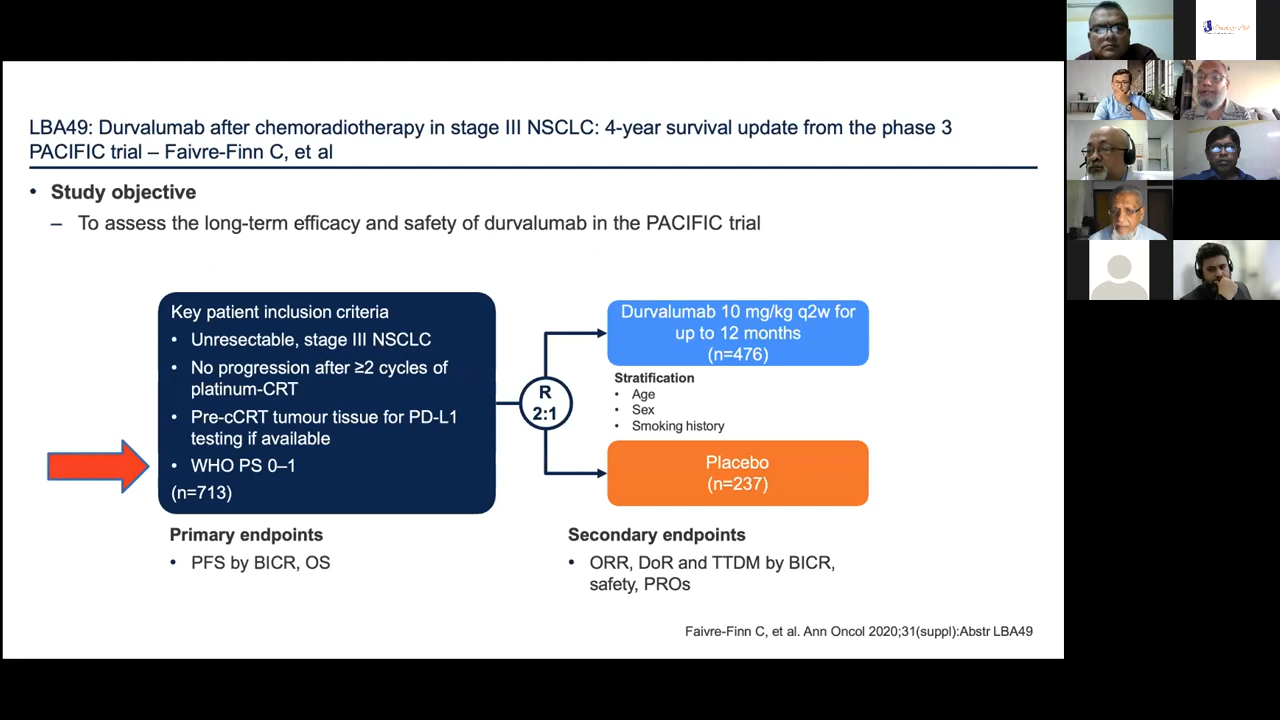 LBA49: Durvalumab after chemoradiotherapy in stage III NSCLC: 4-year survival update from the phase 3
PACIFIC trial – Faivre-Finn C, et al
• Study objective
– To assess the long-term efficacy and safety of durvalumab in the PACIFIC trial
Key patient inclusion criteria
• Unresectable, stage III NSCLC
• No progression after ≥2 cycles of
platinum-CRT
• Pre-cCRT tumour tissue for PD-L1
testing if available
• WHO PS 0–1
(n=713)
R
2:1
Durvalumab 10 mg/kg q2w for
up to 12 months
(n=476)
Stratification
• Age
• Sex
• Smoking history
Placebo
(n=237)
Primary endpoints
• PFS by BICR, OS
Secondary endpoints
• ORR, DoR and TTDM by BICR,
safety, PROs
Faivre-Finn C, et al. Ann Oncol 2020;31(suppl):Abstr LBA49